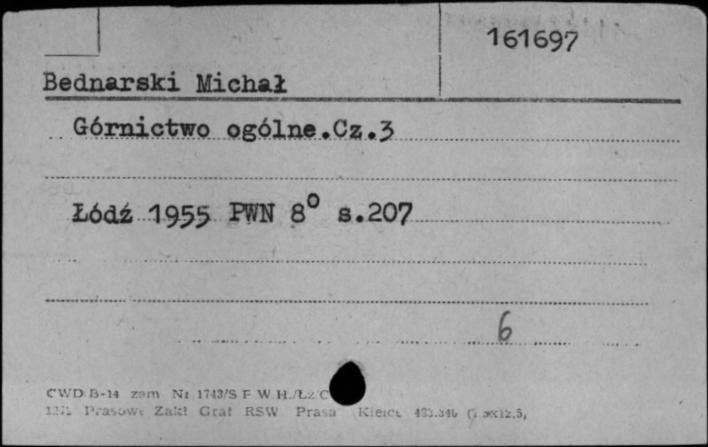 161697
Bednarski Michał
Górnictwo ogólne.Cz.3
Łódź 1955 PWN 8° s.207
6
CWD B-14 zam Nr 1743/S F W H./Łz C
Prasowe Zakł Graf RSW Prasa Kielce